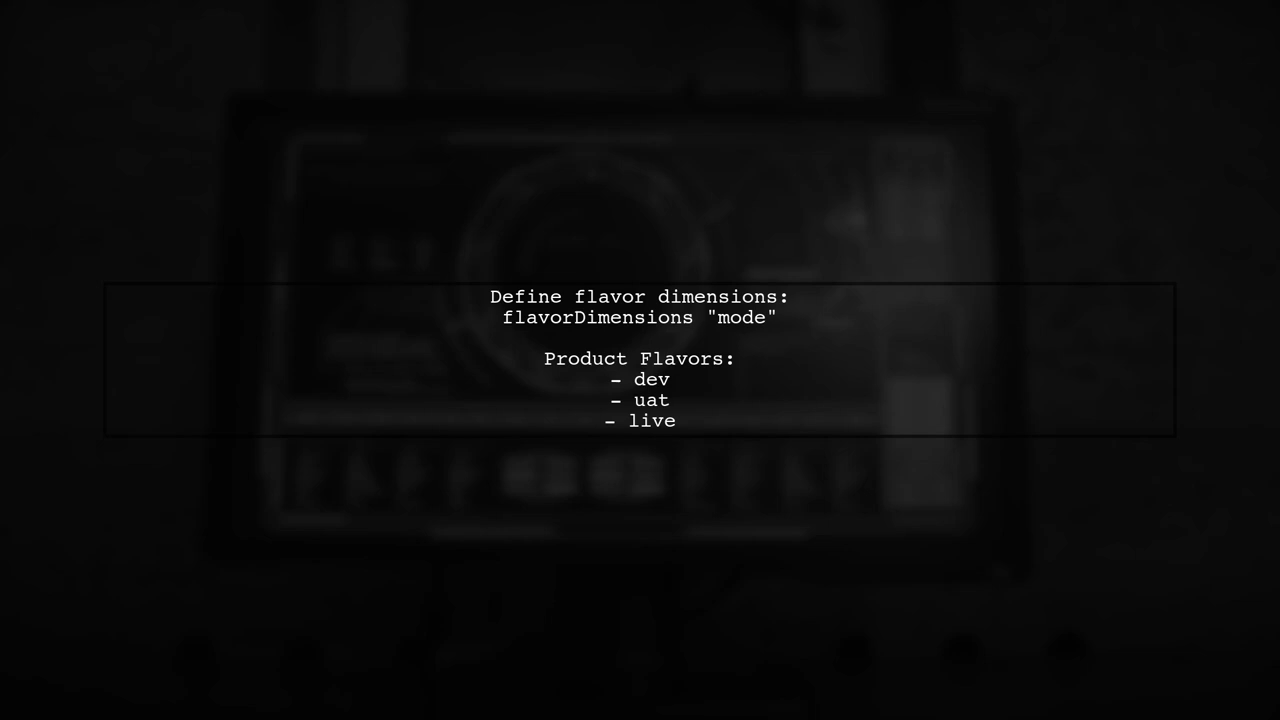 Define flavor dimensions:
flavorDimensions "mode"
Product Flavors:
- dev
- uat
- live